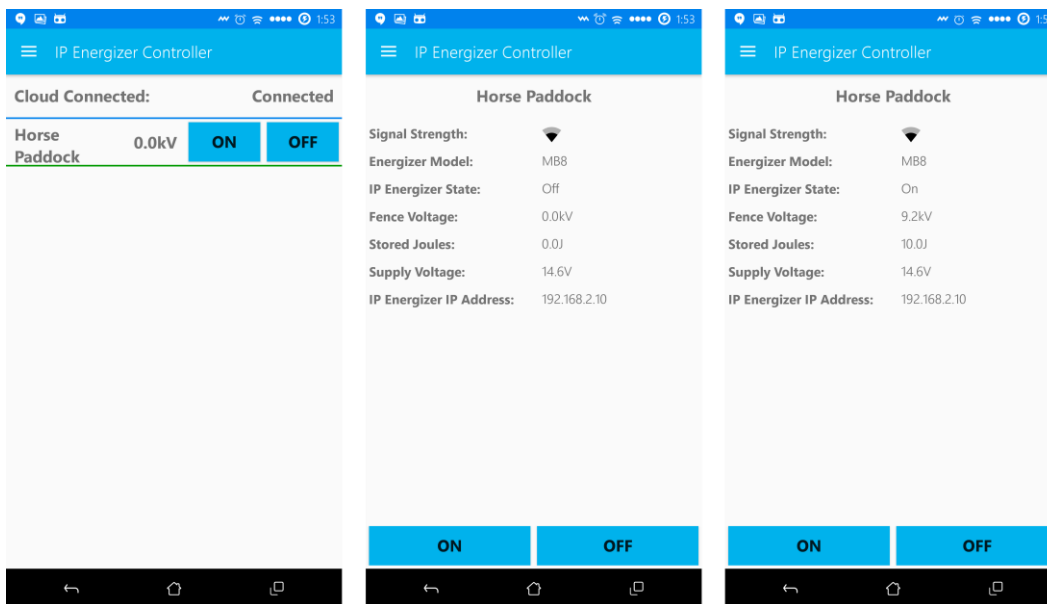 1:53
IP Energizer Controller
Cloud Connected: Connected
Horse Paddock 0.0kV ON OFF
1:53
IP Energizer Controller
Horse Paddock
Signal Strength:
Energizer Model: MB8
IP Energizer State: Off
Fence Voltage: 0.0kV
Stored Joules: 0.0J
Supply Voltage: 14.6V
IP Energizer IP Address: 192.168.2.10
ON OFF
IP Energizer Controller
Horse Paddock
Signal Strength:
Energizer Model: MB8
IP Energizer State: On
Fence Voltage: 9.2kV
Stored Joules: 10.0J
Supply Voltage: 14.6V
IP Energizer IP Address: 192.168.2.10
ON OFF